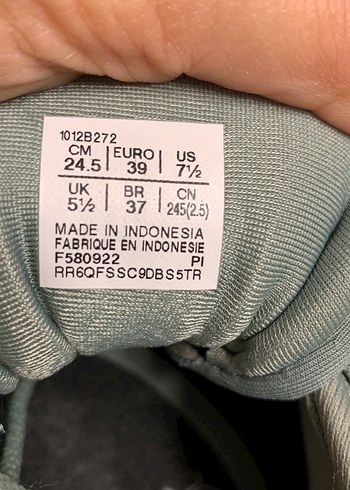 1012B272
CM EURO US
24.5 39 7½
UK BR CN
5½ 37 245(2.5)
MADE IN INDONESIA
FABRIQUE EN INDONESIE
F580922 PI
RR6QFSSC9DBS5TR